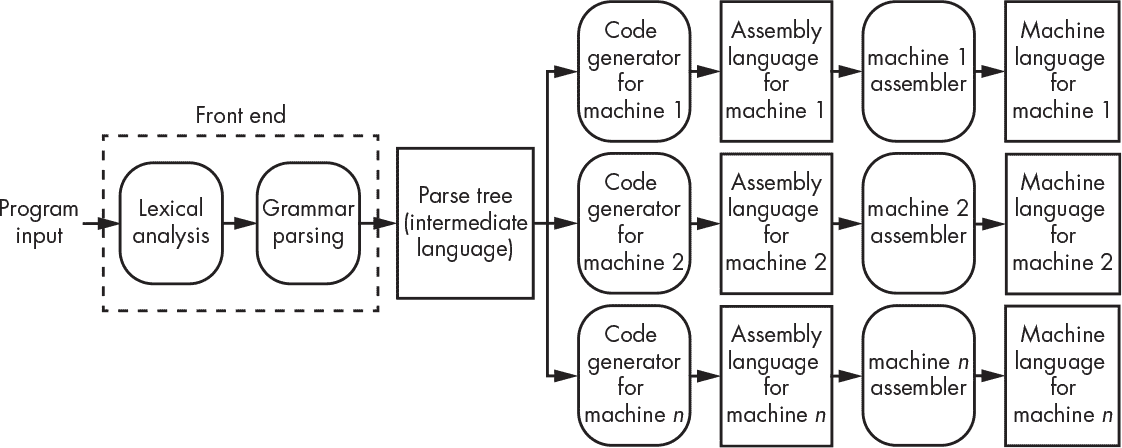 Front end
Program
input
Lexical
analysis
Grammar
parsing
Parse tree
(intermediate
language)
Code
generator
for
machine 1
Assembly
language
for
machine 1
machine 1
assembler
Machine
language
for
machine 1
Code
generator
for
machine 2
Assembly
language
for
machine 2
machine 2
assembler
Machine
language
for
machine 2
Code
generator
for
machine n
Assembly
language
for
machine n
machine n
assembler
Machine
language
for
machine n